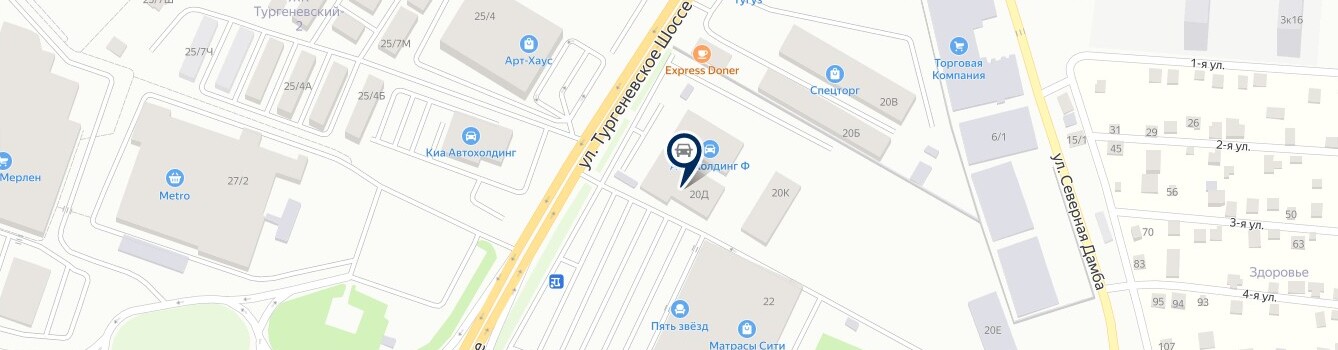 Тургеневский-
2
25/4
25/7М
25/7Ч
25/4А
25/4Б
Арт-Хаус
Киа Автохолдинг
Мерлен
27/2
Metro
ул. Тургеневское Шоссе
Express Doner
Спецторг
20В
20Б
20Д
20К
22
Пять звёзд
Матрасы Сити
20Е
Торговая
Компания
6/1
15/1
ул. Северная Дамба
3к16
1-я ул.
31
29
26
2-я ул.
45
56
50
3-я ул.
70
63
83
Здоровье
4-я ул.
95
94
93
107